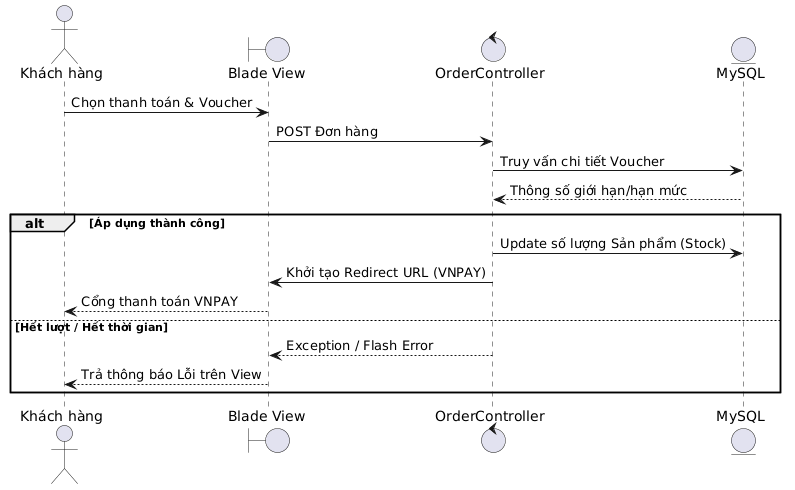 Khách hàng
Blade View
OrderController
MySQL
Chọn thanh toán & Voucher
POST Đơn hàng
Truy vấn chi tiết Voucher
Thông số giới hạn/hạn mức
alt
[Áp dụng thành công]
Update số lượng Sản phẩm (Stock)
Khởi tạo Redirect URL (VNPAY)
Cổng thanh toán VNPAY
[Hết lượt / Hết thời gian]
Exception / Flash Error
Trả thông báo Lỗi trên View
Khách hàng
Blade View
OrderController
MySQL